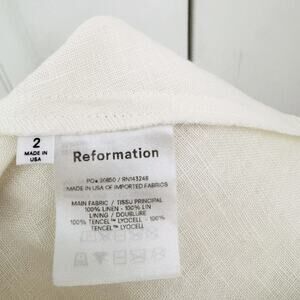 2
MADE IN
USA
Reformation
PO# 30850 / RN143248
MADE IN USA OF IMPORTED FABRICS
MAIN FABRIC / TISSU PRINCIPAL
100% LINEN - 100% LIN
LINING / DOUBLURE
100% TENCEL™ LYOCELL - 100%
TENCEL™ LYOCELL